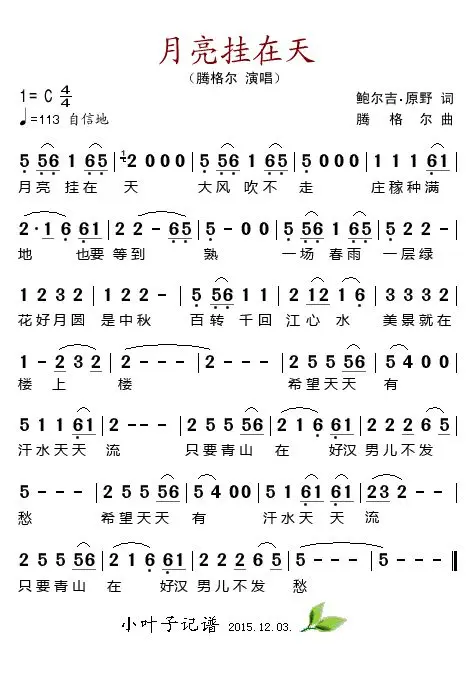 月亮挂在天
（腾格尔 演唱）
1= C 4/4
鲍尔吉·原野 词
♩=113 自信地
腾 格 尔 曲
5 56 1 65 | 12 0 0 0 | 5 56 1 65 | 5 0 0 0 | 1 1 1 61 |
月亮 挂在 天 大风 吹不 走 庄稼种满
2· 1 6 61 | 2 2 - 65 | 5 - 0 0 | 5 56 1 65 | 5 2 2 - |
地 也要 等到 熟 一场 春雨 一层绿
1 2 3 2 | 1 2 2 - | 5 56 1 1 | 2 12 1 6 | 3 3 3 2 |
花好月圆 是中秋 百转 千回 江心 水 美景就在
1 - 2 3 2 | 2 - - - | 2 - - - | 2 5 5 56 | 5 4 0 0 |
楼 上 楼 希望天天 有
5 1 1 61 | 2 - - - | 2 5 5 56 | 2 1 6 61 | 2 2 2 65 |
汗水天天 流 只要青山 在 好汉 男儿不发
5 - - - | 2 5 5 56 | 5 4 0 0 | 5 1 61 61 | 23 2 - - |
愁 希望天天 有 汗水天 天 流
2 5 5 56 | 2 1 6 61 | 2 2 2 65 | 5 - - - | 5 - - - ‖
只要青山 在 好汉 男儿不发 愁
小叶子记谱 2015.12.03.